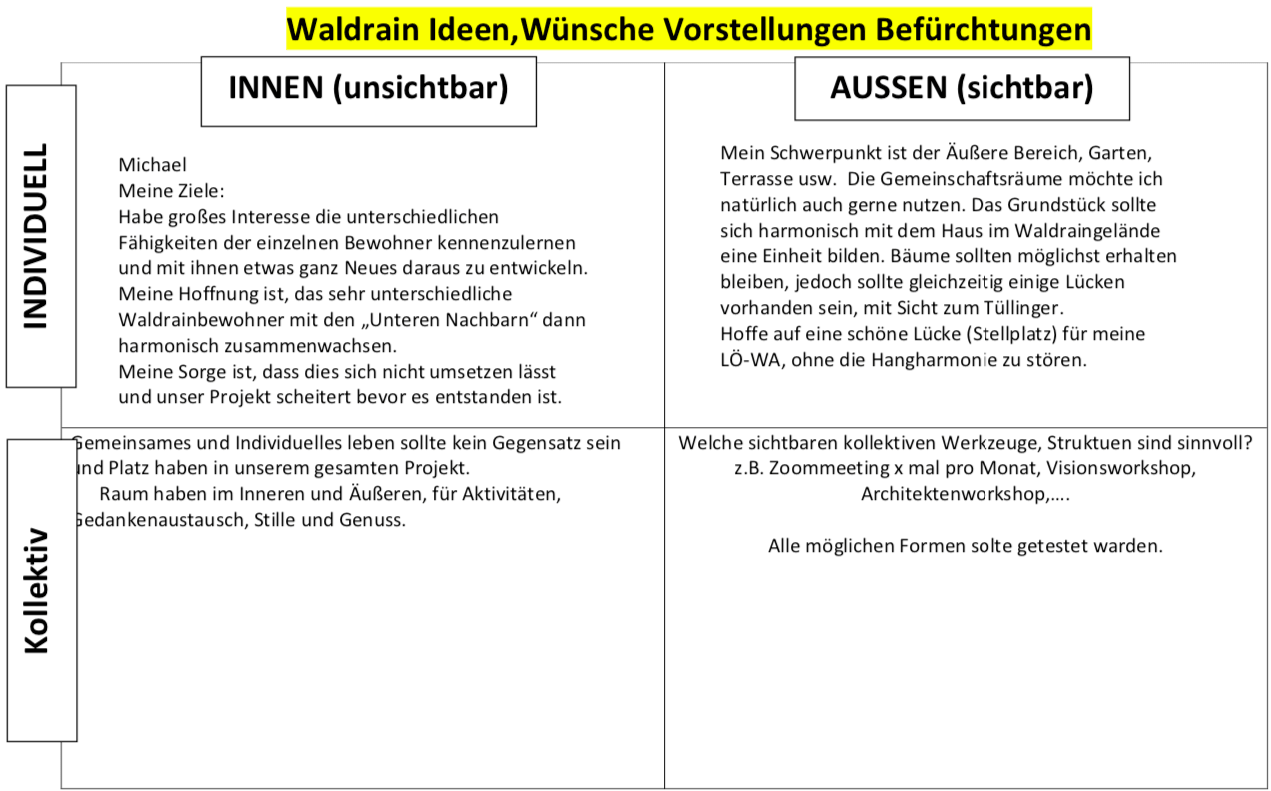 Waldrain Ideen,Wünsche Vorstellungen Befürchtungen
INNEN (unsichtbar)
AUSSEN (sichtbar)
INDIVIDUELL
Michael
Meine Ziele:
Habe großes Interesse die unterschiedlichen
Fähigkeiten der einzelnen Bewohner kennenzulernen
und mit ihnen etwas ganz Neues daraus zu entwickeln.
Meine Hoffnung ist, das sehr unterschiedliche
Waldrainbewohner mit den „Unteren Nachbarn“ dann
harmonisch zusammenwachsen.
Meine Sorge ist, dass dies sich nicht umsetzen lässt
und unser Projekt scheitert bevor es entstanden ist.
Mein Schwerpunkt ist der Äußere Bereich, Garten,
Terrasse usw. Die Gemeinschaftsräume möchte ich
natürlich auch gerne nutzen. Das Grundstück sollte
sich harmonisch mit dem Haus im Waldraingelände
eine Einheit bilden. Bäume sollten möglichst erhalten
bleiben, jedoch sollte gleichzeitig einige Lücken
vorhanden sein, mit Sicht zum Tüllinger.
Hoffe auf eine schöne Lücke (Stellplatz) für meine
LÖ-WA, ohne die Hangharmonie zu stören.
Kollektiv
Gemeinsames und Individuelles leben sollte kein Gegensatz sein
und Platz haben in unserem gesamten Projekt.
Raum haben im Inneren und Äußeren, für Aktivitäten,
Gedankenaustausch, Stille und Genuss.
Welche sichtbaren kollektiven Werkzeuge, Struktuen sind sinnvoll?
z.B. Zoommeeting x mal pro Monat, Visionsworkshop,
Architektenworkshop,....
Alle möglichen Formen solte getestet warden.